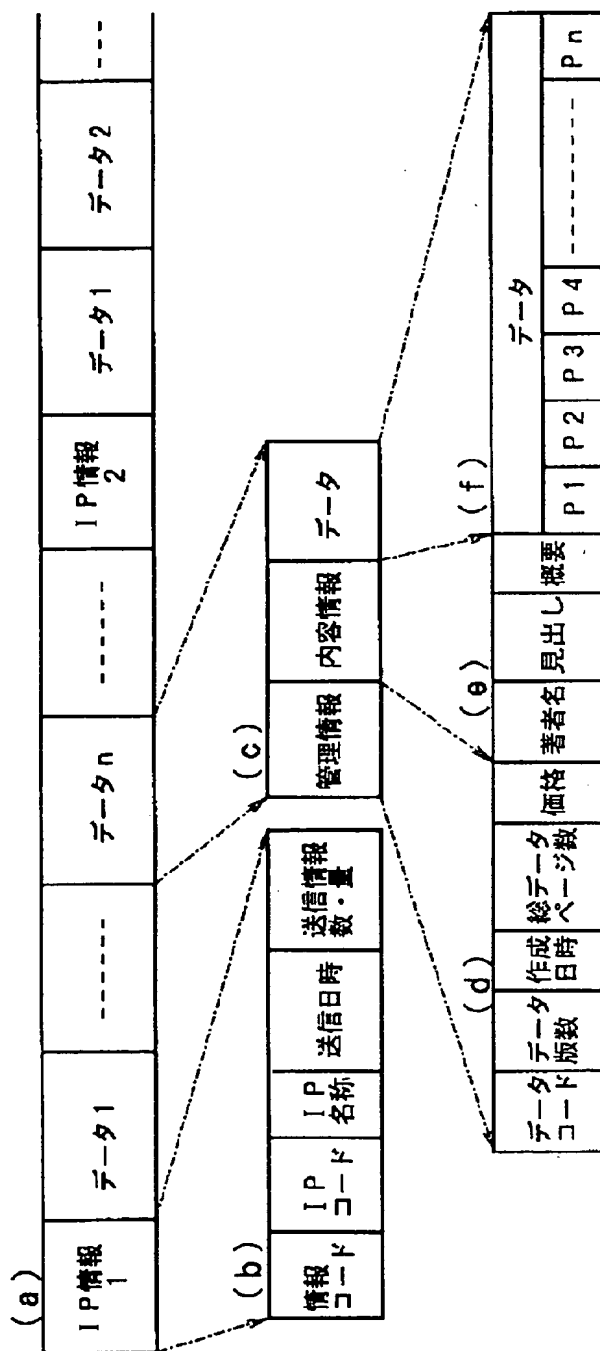 (a)
IP情報
1
データ1
------
データn
------
IP情報
2
データ1
データ2
---
(b)
情報
コード
IP
コード
IP
名称
送信日時
送信情報
数・量
(c)
管理情報
内容情報
データ
(d)
データ
コード
データ
版数
作成
日時
総データ
ページ数
価格
(e)
著者名
見出し
概要
(f)
データ
P1
P2
P3
P4
---------
Pn